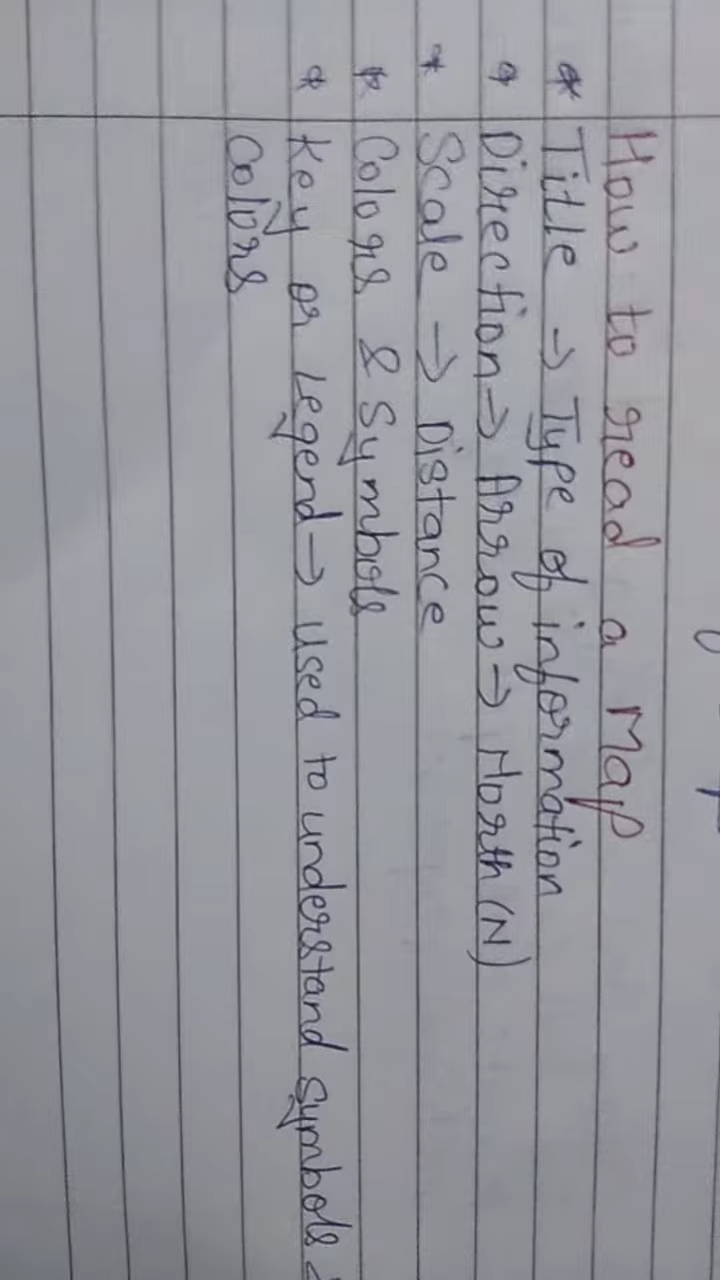 How to read a Map
* Title → Type of information
* Direction → Arrow → North (N)
* Scale → Distance
* Colors & Symbols
* Key or Legend → used to understand symbols
Colors